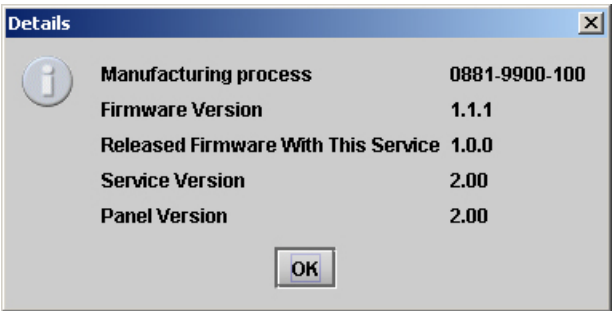 Details
Manufacturing process 0881-9900-100
Firmware Version 1.1.1
Released Firmware With This Service 1.0.0
Service Version 2.00
Panel Version 2.00
OK